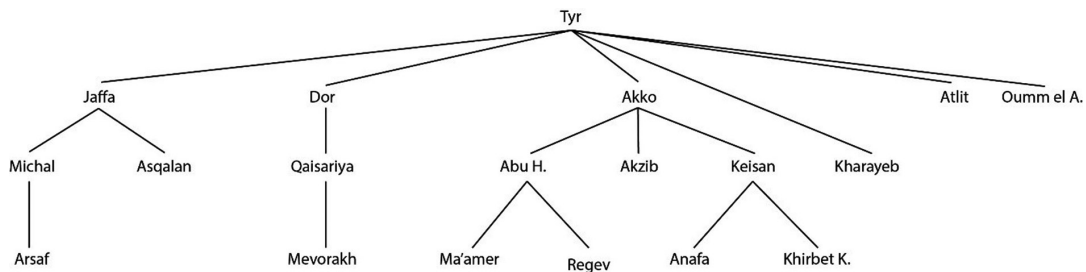 Tyr
Jaffa Dor Akko Atlit Oumm el A.
Michal Asqalan Qaisariya Abu H. Akzib Keisan Kharayeb
Arsaf Mevorakh Ma'amer Regev Anafa Khirbet K.